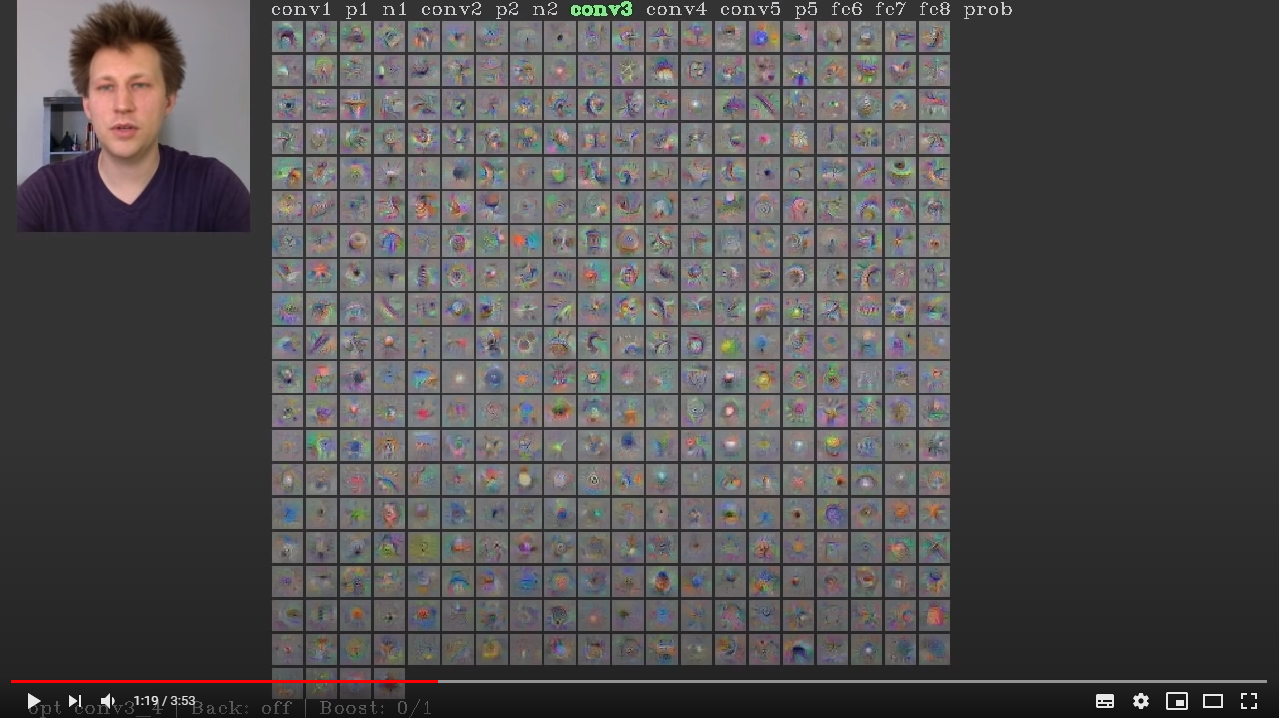 conv1 p1 n1 conv2 p2 n2 conv3 conv4 conv5 p5 fc6 fc7 fc8 prob
1:19 / 3:53
opt conv3_4 | Back: off | Boost: 0/1